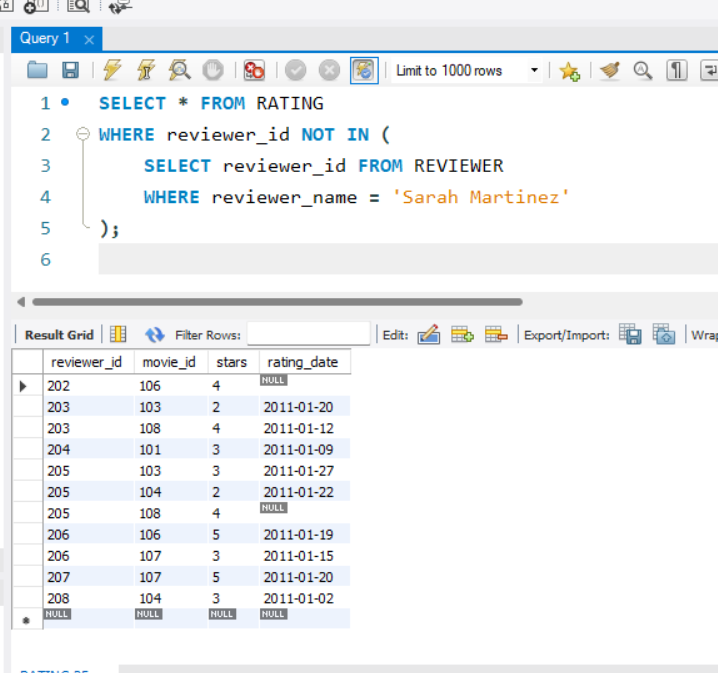 Query 1
Limit to 1000 rows
1 SELECT * FROM RATING
2 WHERE reviewer_id NOT IN (
3 SELECT reviewer_id FROM REVIEWER
4 WHERE reviewer_name = 'Sarah Martinez'
5 );
6
Result Grid Filter Rows: Edit: Export/Import: Wrap
reviewer_id movie_id stars rating_date
202 106 4 NULL
203 103 2 2011-01-20
203 108 4 2011-01-12
204 101 3 2011-01-09
205 103 3 2011-01-27
205 104 2 2011-01-22
205 108 4 NULL
206 106 5 2011-01-19
206 107 3 2011-01-15
207 107 5 2011-01-20
208 104 3 2011-01-02
NULL NULL NULL NULL